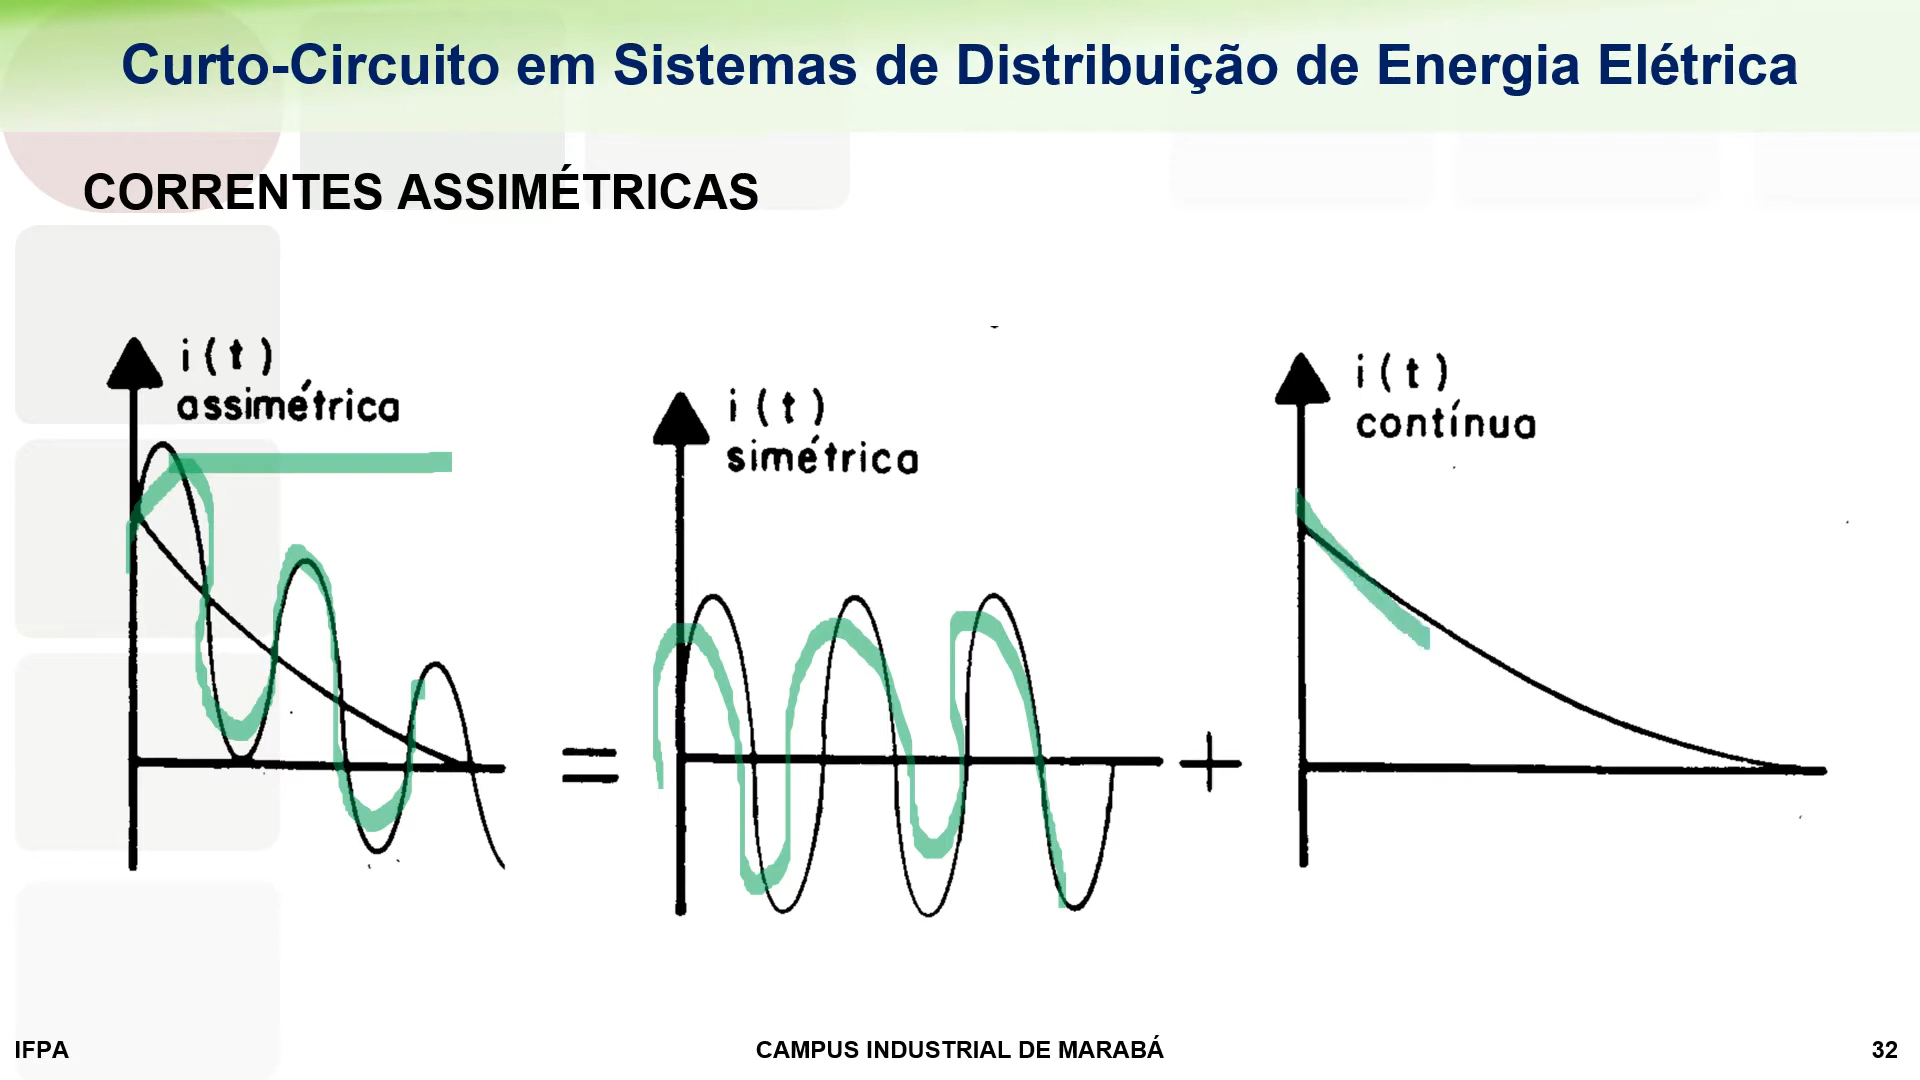 Curto-Circuito em Sistemas de Distribuição de Energia Elétrica
CORRENTES ASSIMÉTRICAS
i(t)
assimétrica
=
i(t)
simétrica
+
i(t)
contínua
IFPA
CAMPUS INDUSTRIAL DE MARABÁ
32